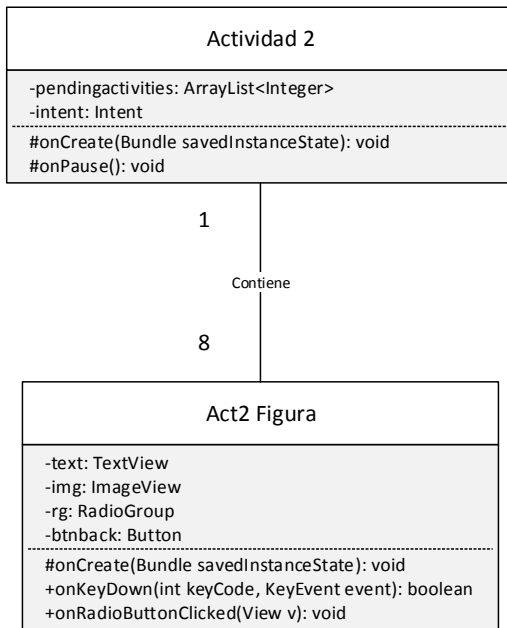 Actividad 2
-pendingactivities: ArrayList<Integer>
-intent: Intent
#onCreate(Bundle savedInstanceState): void
#onPause(): void
1
Contiene
8
Act2 Figura
-text: TextView
-img: ImageView
-rg: RadioGroup
-btnback: Button
#onCreate(Bundle savedInstanceState): void
+onKeyDown(int keyCode, KeyEvent event): boolean
+onRadioButtonClicked(View v): void